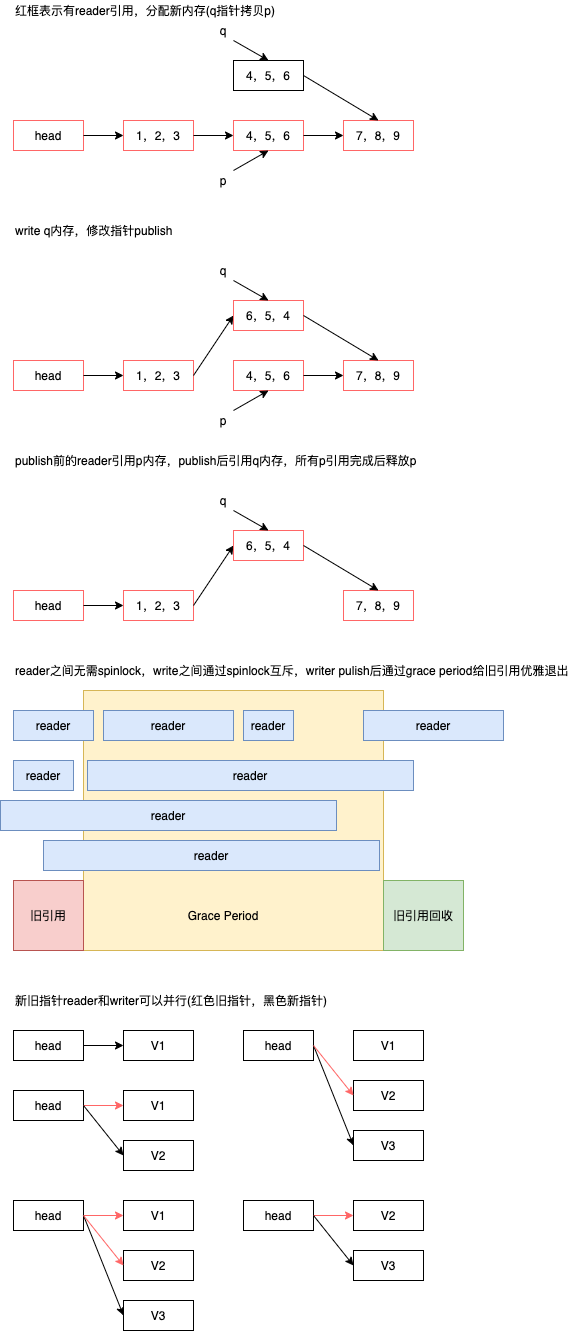 红框表示有reader引用，分配新内存(q指针拷贝p)
q
4，5，6
head
1，2，3
4，5，6
7，8，9
p
write q内存，修改指针publish
q
6，5，4
head
1，2，3
4，5，6
7，8，9
p
publish前的reader引用p内存，publish后引用q内存，所有p引用完成后释放p
q
6，5，4
head
1，2，3
7，8，9
reader之间无需spinlock，write之间通过spinlock互斥，writer pulish后通过grace period给旧引用优雅退出
reader
reader
reader
reader
reader
reader
reader
reader
旧引用
Grace Period
旧引用回收
新旧指针reader和writer可以并行(红色旧指针，黑色新指针)
head
V1
head
V1
V2
V3
head
V1
V2
head
V1
V2
V3
head
V2
V3